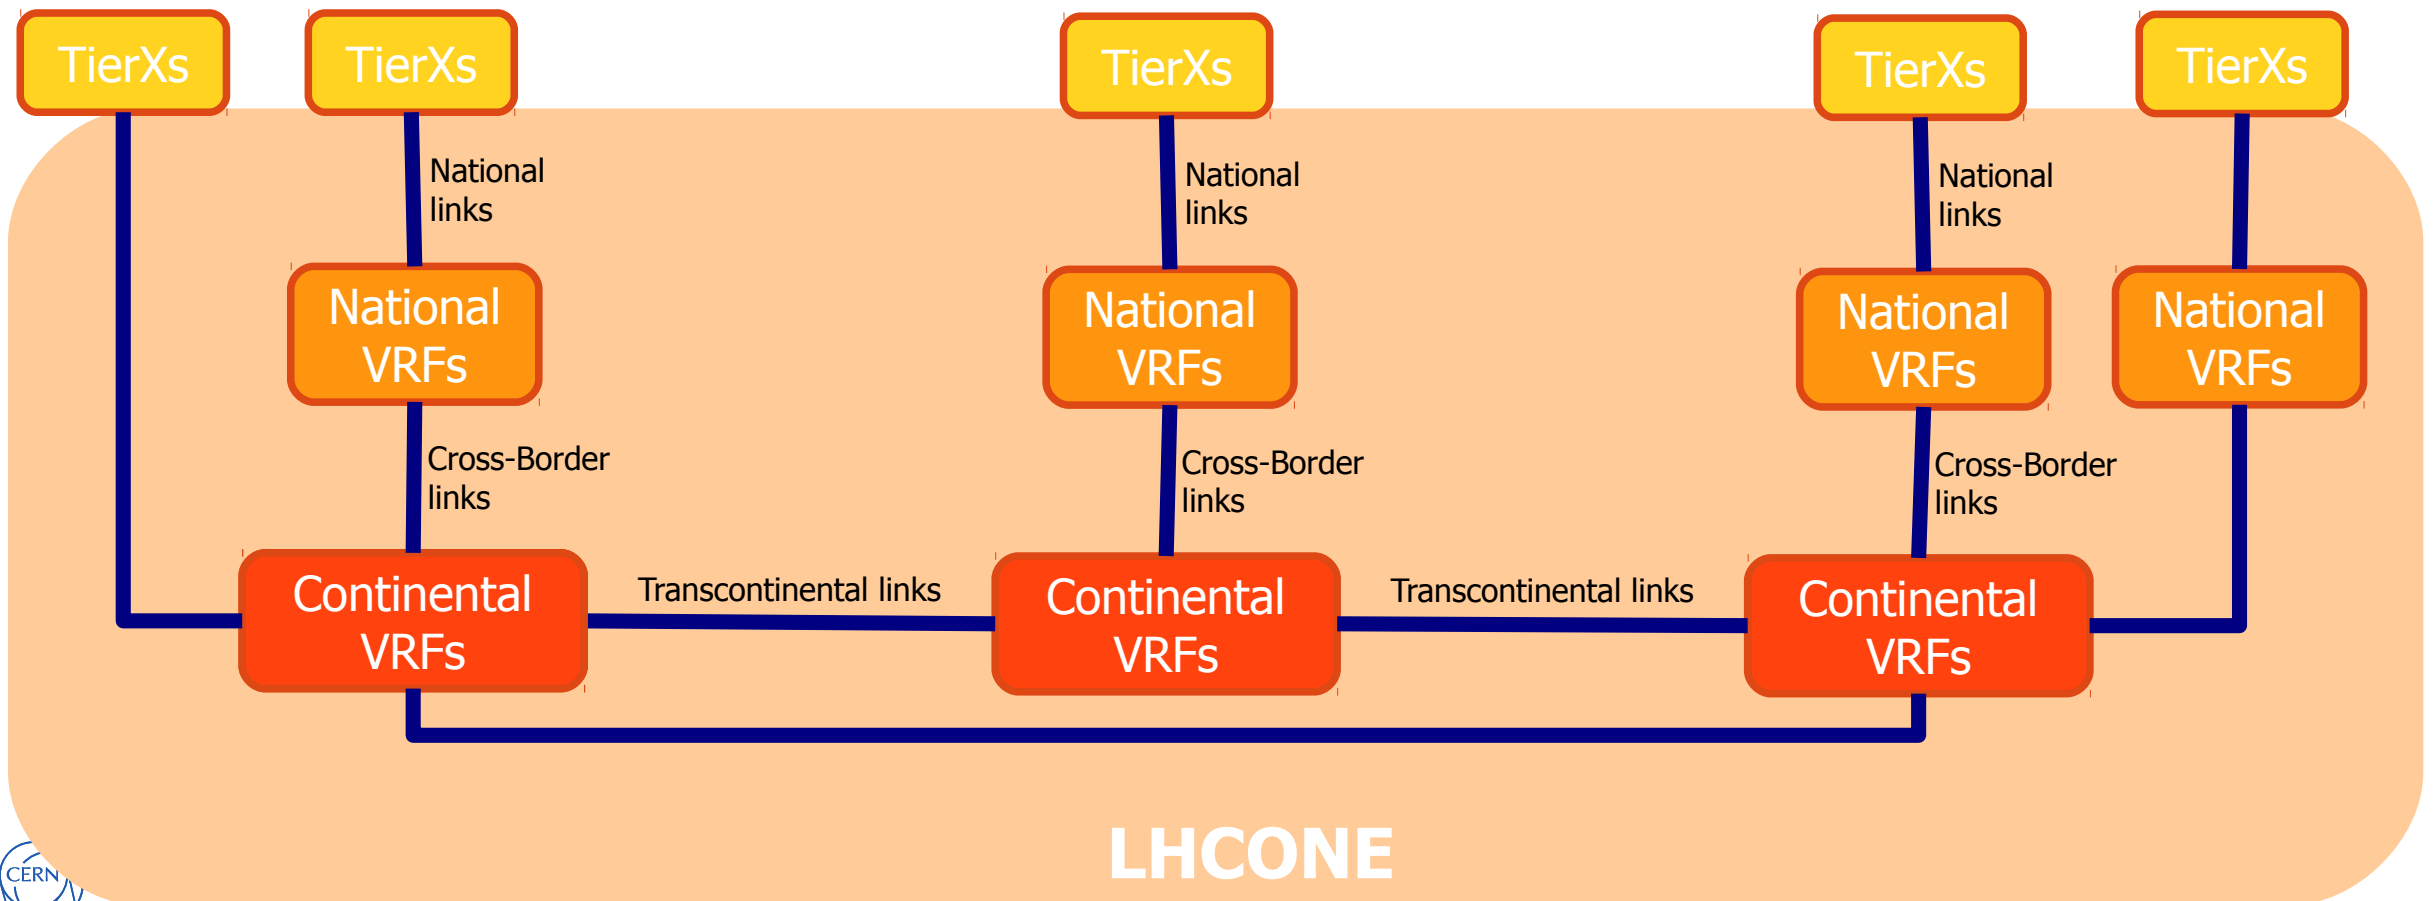 TierXs
TierXs
TierXs
TierXs
TierXs
National
links
National
links
National
links
National
VRFs
National
VRFs
National
VRFs
National
VRFs
Cross-Border
links
Cross-Border
links
Cross-Border
links
Continental
VRFs
Transcontinental links
Continental
VRFs
Transcontinental links
Continental
VRFs
LHCONE
CERN